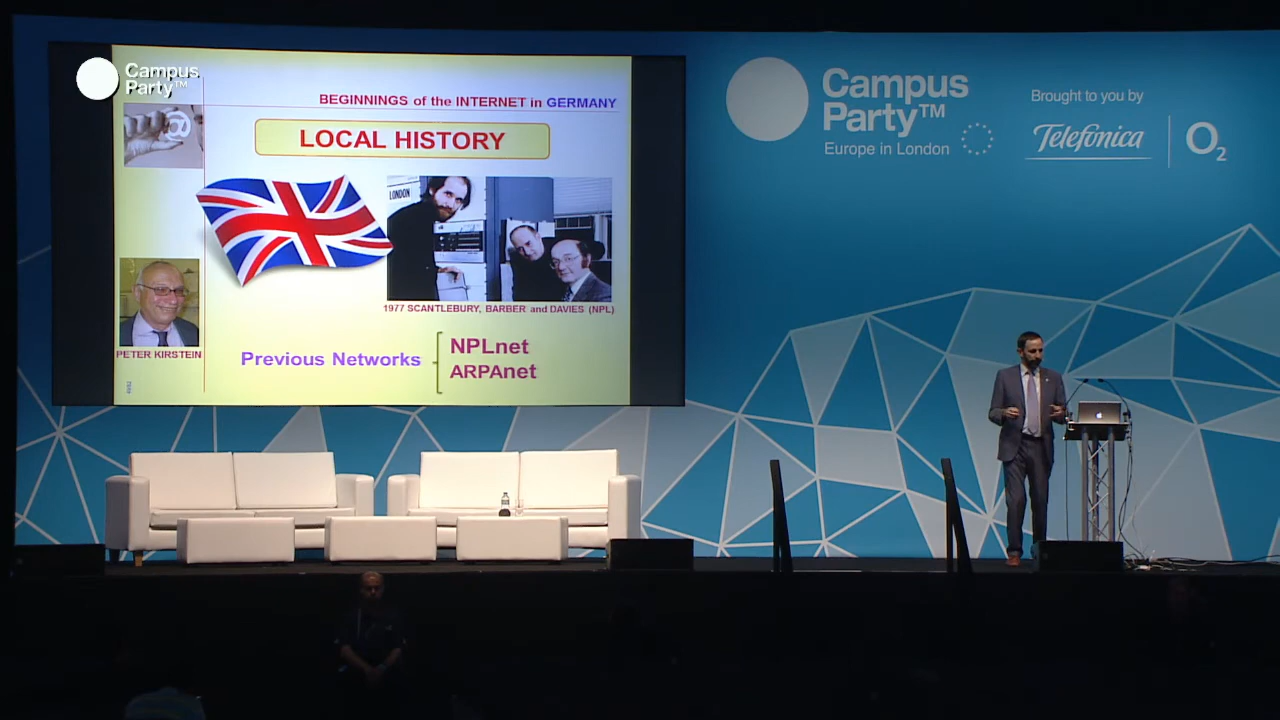 Campus
Party™
BEGINNINGS of the INTERNET in GERMANY
LOCAL HISTORY
LONDON
1977 SCANTLEBURY, BARBER and DAVIES (NPL)
PETER KIRSTEIN
Previous Networks
NPLnet
ARPAnet
Campus
Party™
Europe in London
Brought to you by
Telefónica
O2